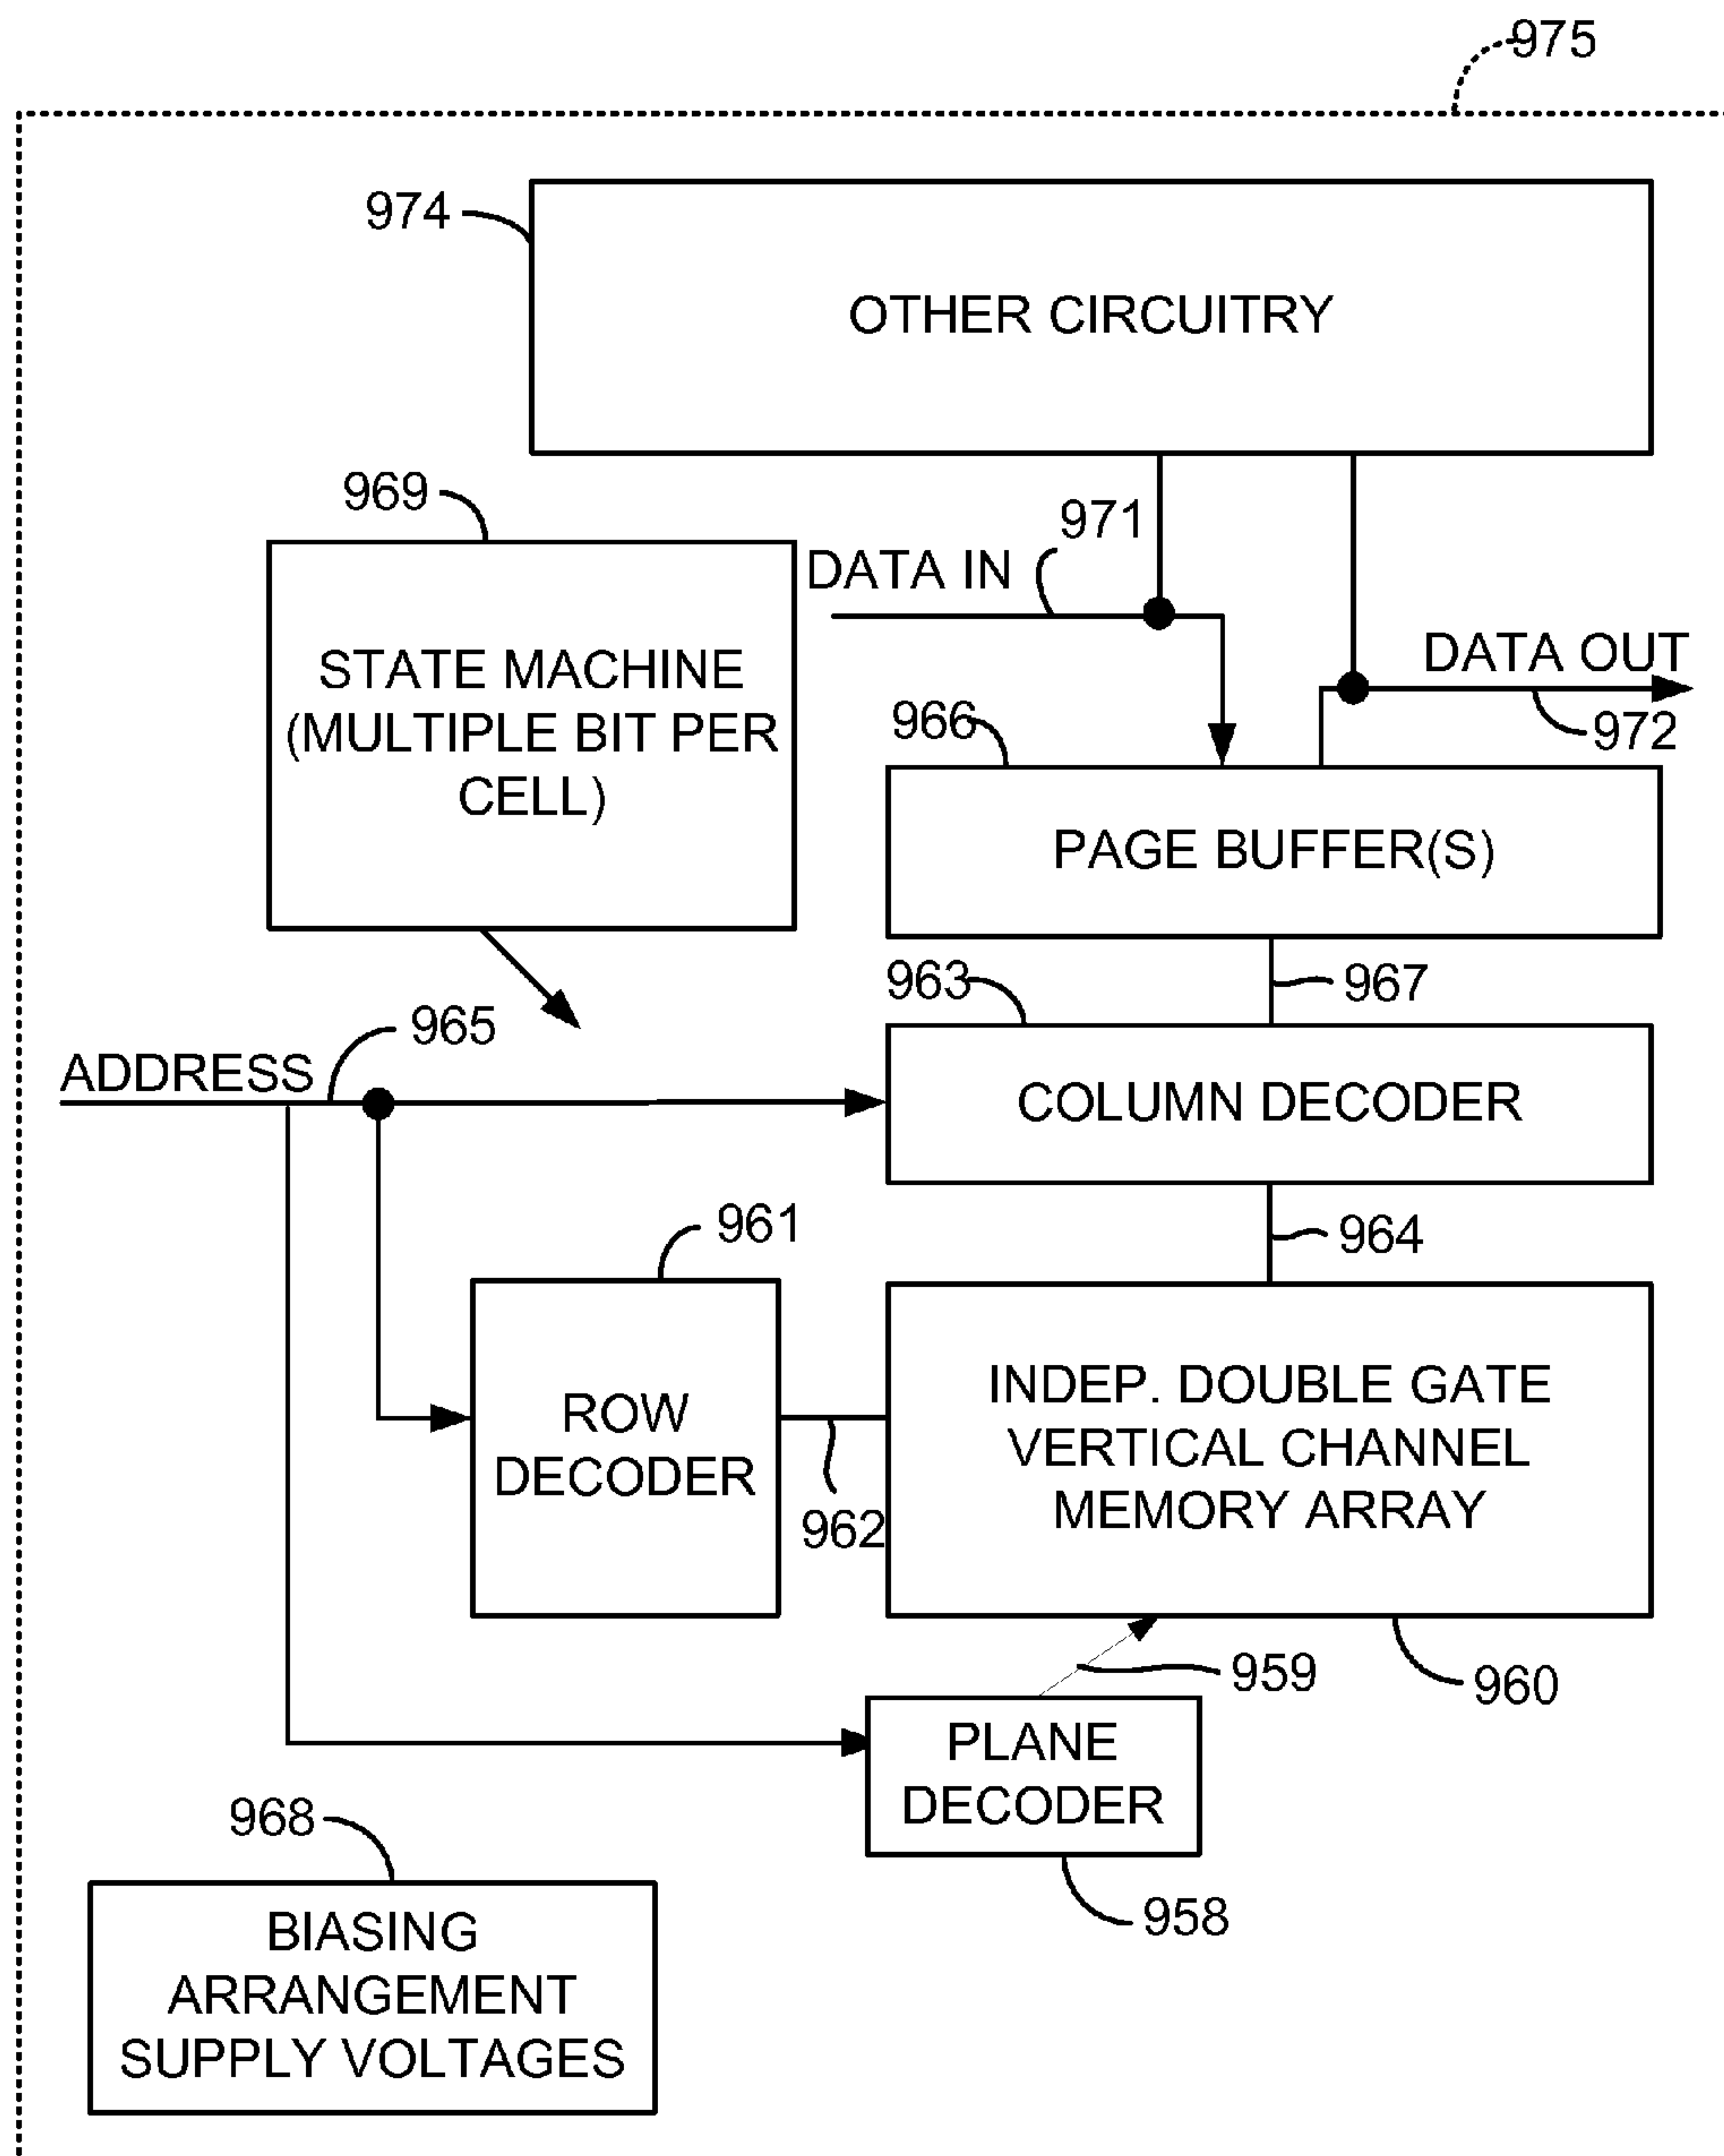 975
974
OTHER CIRCUITRY
969
971
DATA IN
STATE MACHINE
(MULTIPLE BIT PER
CELL)
DATA OUT
972
966
PAGE BUFFER(S)
963
967
965
ADDRESS
COLUMN DECODER
961
964
ROW
DECODER
962
INDEP. DOUBLE GATE
VERTICAL CHANNEL
MEMORY ARRAY
959
960
PLANE
DECODER
958
968
BIASING
ARRANGEMENT
SUPPLY VOLTAGES